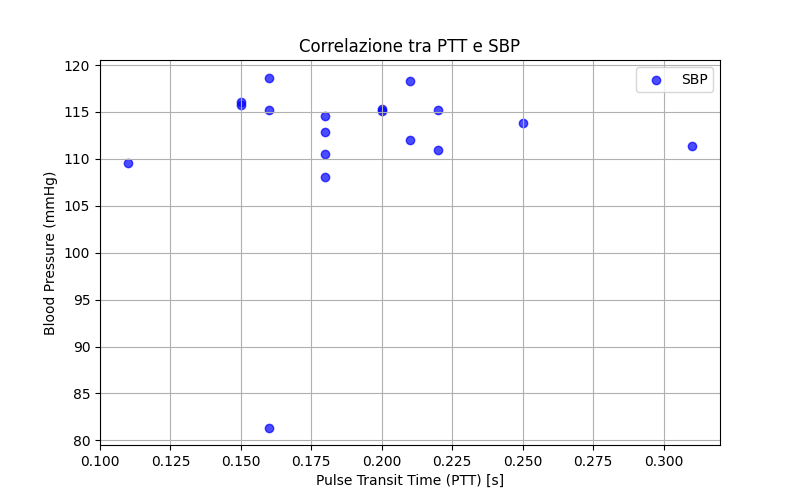 Correlazione tra PTT e SBP
SBP
Blood Pressure (mmHg)
120
115
110
105
100
95
90
85
80
0.100 0.125 0.150 0.175 0.200 0.225 0.250 0.275 0.300
Pulse Transit Time (PTT) [s]